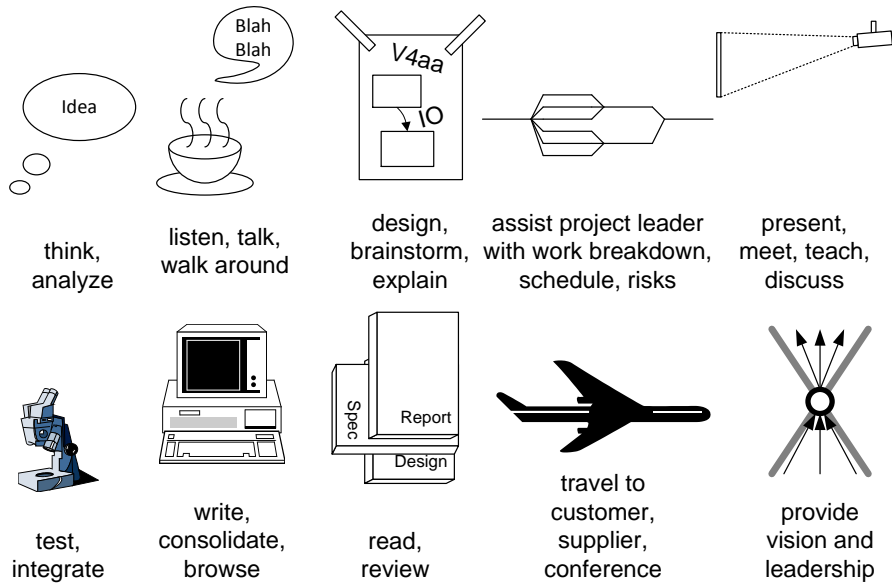 Blah
Blah
Idea
V4aa
IO
think,
analyze
listen, talk,
walk around
design,
brainstorm,
explain
assist project leader
with work breakdown,
schedule, risks
present,
meet, teach,
discuss
Spec
Report
Design
test,
integrate
write,
consolidate,
browse
read,
review
travel to
customer,
supplier,
conference
provide
vision and
leadership